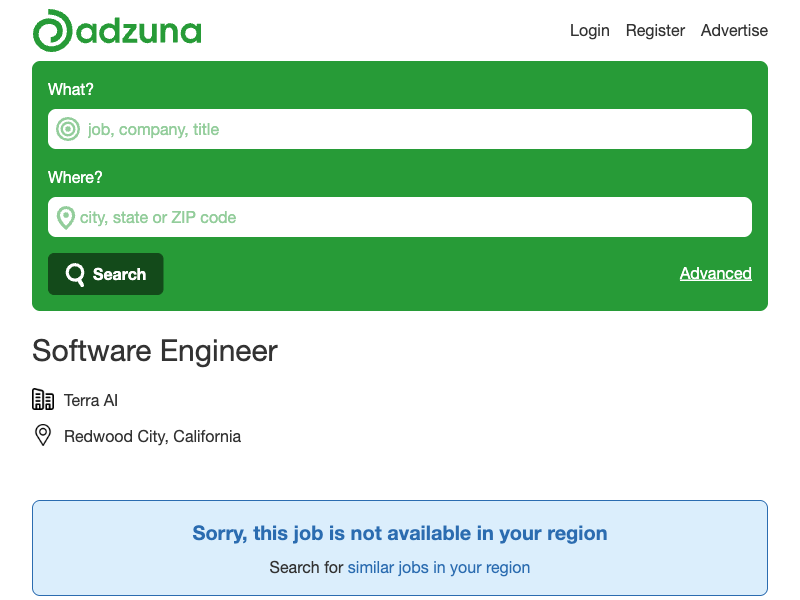 adzuna
Login Register Advertise
What?
job, company, title
Where?
city, state or ZIP code
Search
Advanced
Software Engineer
Terra AI
Redwood City, California
Sorry, this job is not available in your region
Search for similar jobs in your region